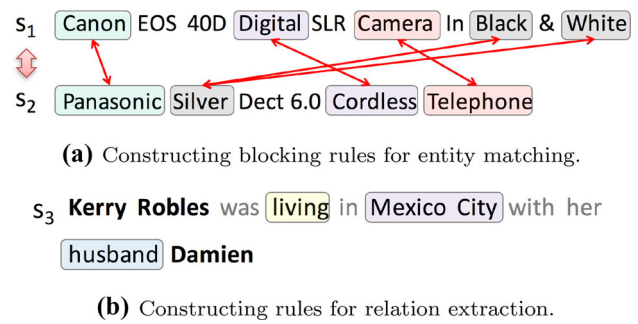 S1 Canon EOS 40D Digital SLR Camera In Black & White
S2 Panasonic Silver Dect 6.0 Cordless Telephone
(a) Constructing blocking rules for entity matching.
S3 Kerry Robles was living in Mexico City with her
husband Damien
(b) Constructing rules for relation extraction.